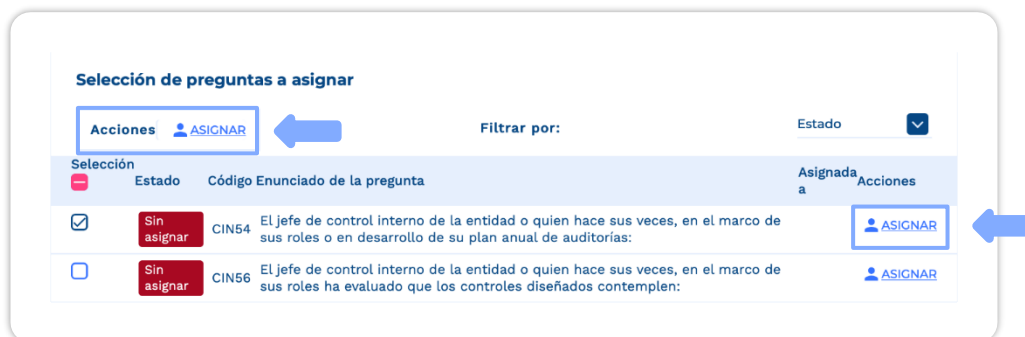 Selección de preguntas a asignar
Acciones ASIGNAR Filtrar por: Estado
Selección
Estado Código Enunciado de la pregunta Asignada a Acciones
Sin asignar CIN54 El jefe de control interno de la entidad o quien hace sus veces, en el marco de
sus roles o en desarrollo de su plan anual de auditorías: ASIGNAR
Sin asignar CIN56 El jefe de control interno de la entidad o quien hace sus veces, en el marco de
sus roles ha evaluado que los controles diseñados contemplen: ASIGNAR